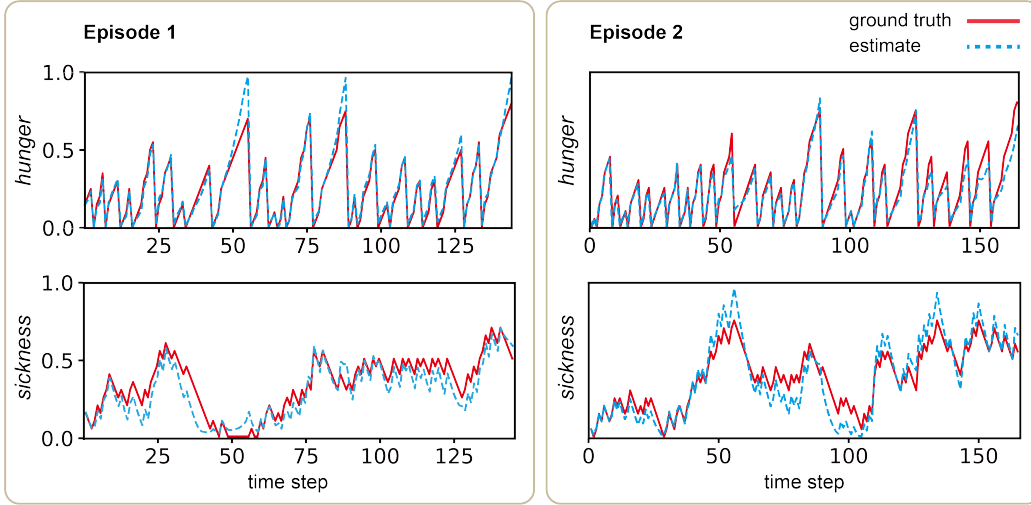 Episode 1
1.0
0.5
0.0
hunger
25 50 75 100 125
1.0
0.5
0.0
sickness
25 50 75 100 125
time step
Episode 2
ground truth
estimate
hunger
0 50 100 150
sickness
0 50 100 150
time step